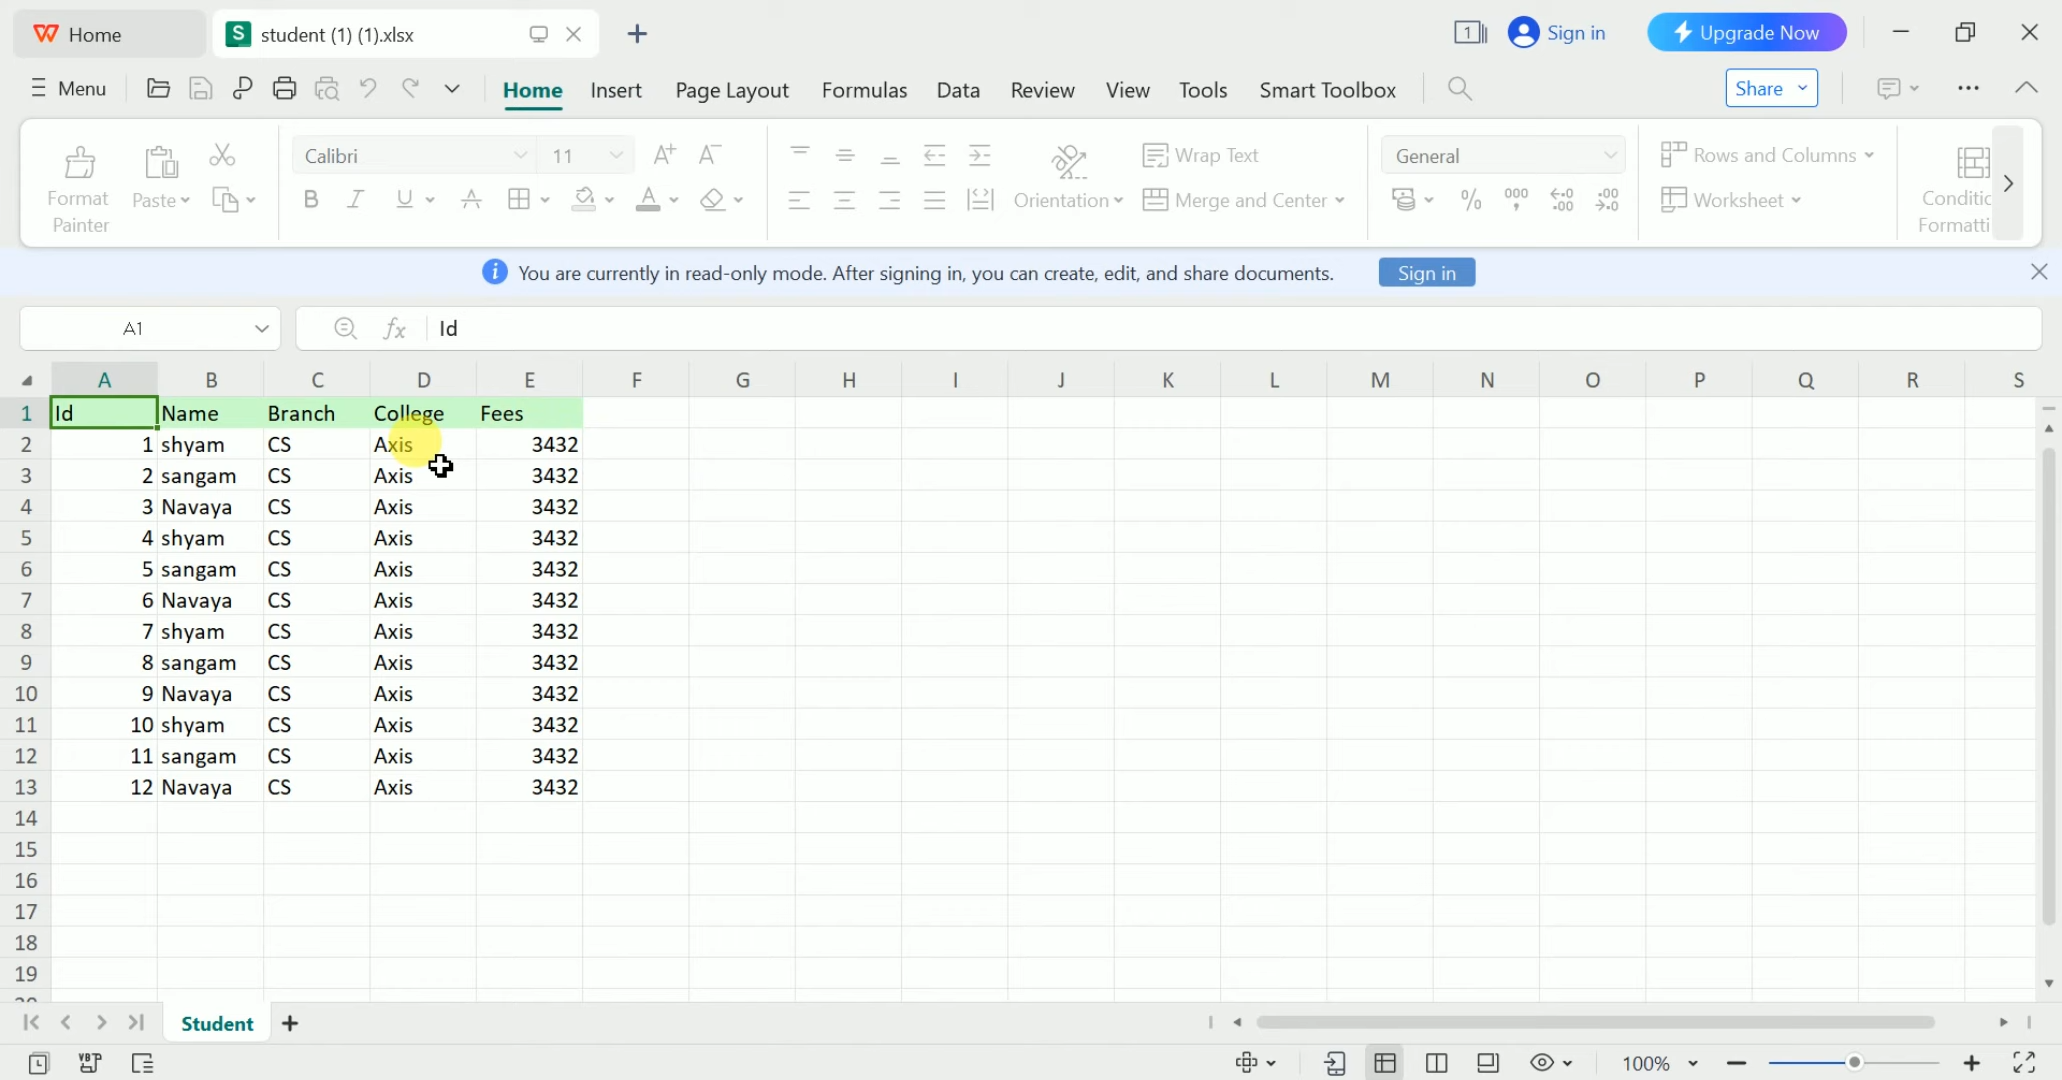 Home
student (1) (1).xlsx
1
Sign in
Upgrade Now
Menu
Home Insert Page Layout Formulas Data Review View Tools Smart Toolbox
Share
Format Painter
Paste
Calibri 11
Orientation
Wrap Text
Merge and Center
General
Rows and Columns
Worksheet
Conditic
Formatti
You are currently in read-only mode. After signing in, you can create, edit, and share documents. Sign in
A1 fx Id
A B C D E F G H I J K L M N O P Q R S
1 Id Name Branch College Fees
2 1 shyam CS Axis 3432
3 2 sangam CS Axis 3432
4 3 Navaya CS Axis 3432
5 4 shyam CS Axis 3432
6 5 sangam CS Axis 3432
7 6 Navaya CS Axis 3432
8 7 shyam CS Axis 3432
9 8 sangam CS Axis 3432
10 9 Navaya CS Axis 3432
11 10 shyam CS Axis 3432
12 11 sangam CS Axis 3432
13 12 Navaya CS Axis 3432
14
15
16
17
18
19
Student
100%